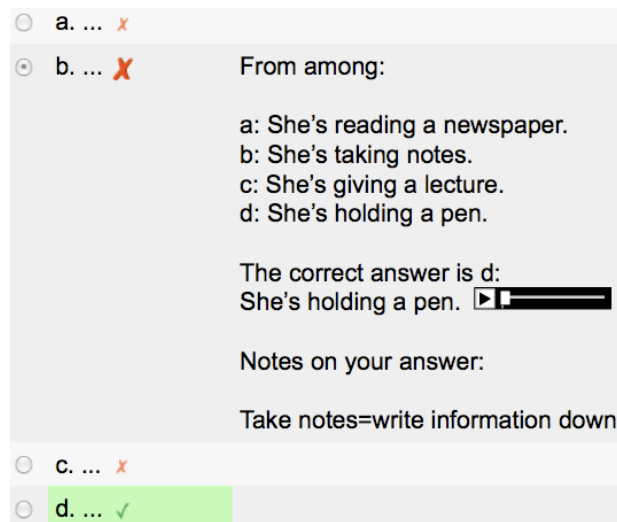 a. ... ✗
b. ... ✗ From among:
a: She's reading a newspaper.
b: She's taking notes.
c: She's giving a lecture.
d: She's holding a pen.
The correct answer is d:
She's holding a pen.
Notes on your answer:
Take notes=write information down
c. ... ✗
d. ... ✓